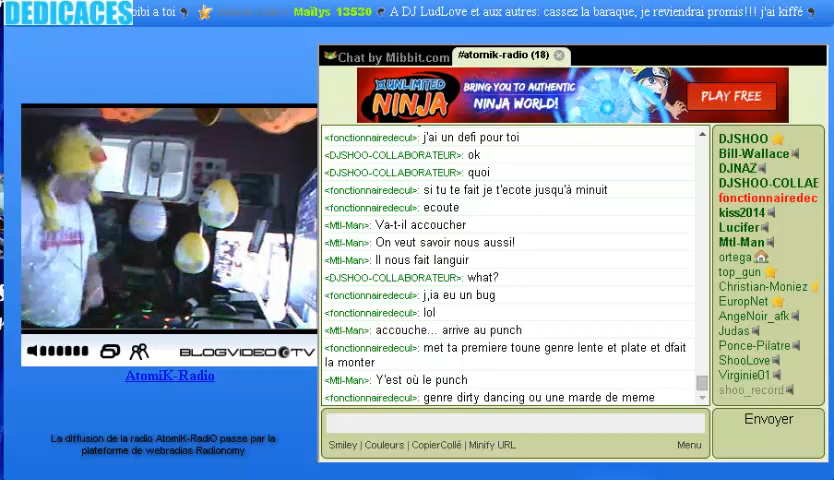 DEDICACES
bibi a toi
Maïlys 13530
A DJ LudLove et aux autres: cassez la baraque, je reviendrai promis!!! j'ai kiffé
Chat by Mibbit.com
#atomik-radio (18)
UNLIMITED NINJA
BRING YOU TO AUTHENTIC
NINJA WORLD!
PLAY FREE
<fonctionnairedecul>: j'ai un defi pour toi
<DJSHOO-COLLABORATEUR>: ok
<DJSHOO-COLLABORATEUR>: quoi
<fonctionnairedecul>: si tu te fait je t'ecote jusqu'à minuit
<fonctionnairedecul>: ecoute
<Mtl-Man>: Va-t-il accoucher
<Mtl-Man>: On veut savoir nous aussi!
<Mtl-Man>: Il nous fait languir
<DJSHOO-COLLABORATEUR>: what?
<fonctionnairedecul>: j,ia eu un bug
<fonctionnairedecul>: lol
<Mtl-Man>: accouche... arrive au punch
<fonctionnairedecul>: met ta premiere toune genre lente et plate et dfait
la monter
<Mtl-Man>: Y'est où le punch
<fonctionnairedecul>: genre dirty dancing ou une marde de meme
DJSHOO
Bill-Wallace
DJNAZ
DJSHOO-COLLAE
fonctionnairedec
kiss2014
Lucifer
Mtl-Man
ortega
top_gun
Christian-Moniez
EuropNet
AngeNoir_afk
Judas
Ponce-Pilatre
ShooLove
Virginie01
shoo_record
Smiley | Couleurs | CopierCollé | Minify URL
Menu
Envoyer
BLOGVIDEO TV
AtomiK-Radio
La diffution de la radio AtomiK-RadiO passe par la
plateforme de webradios Radionomy